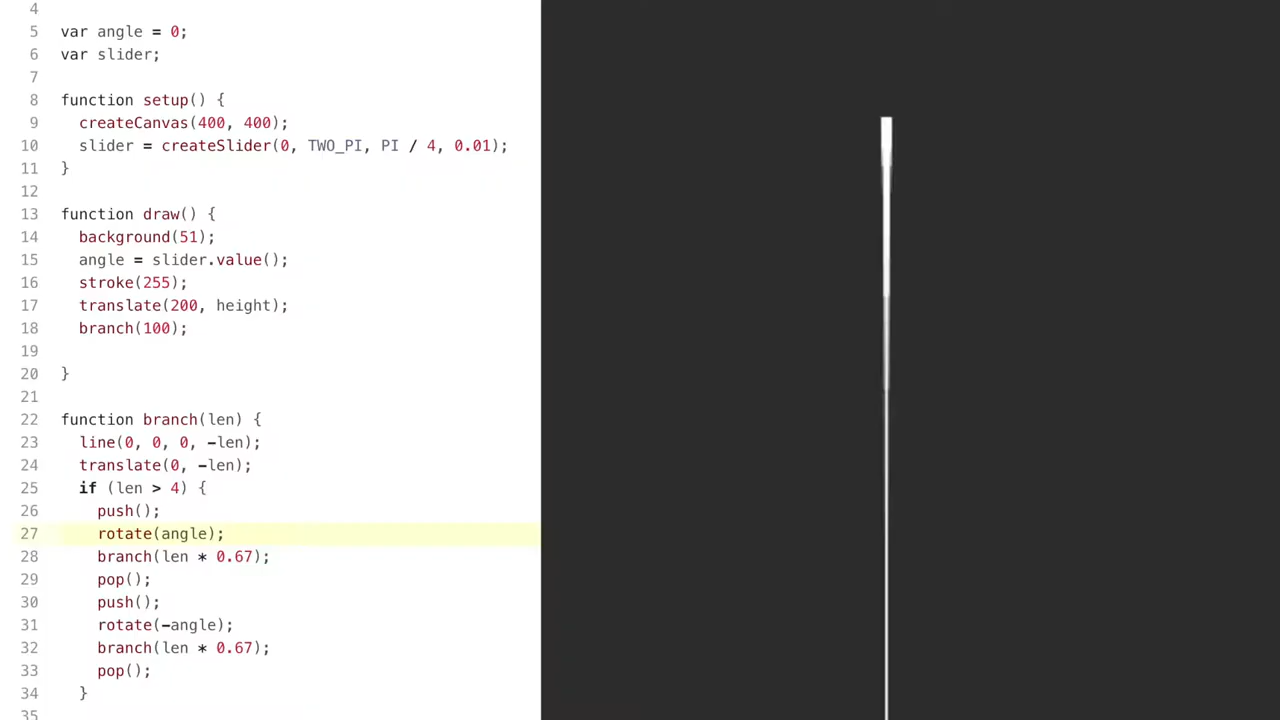 4
5 var angle = 0;
6 var slider;
7
8 function setup() {
9 createCanvas(400, 400);
10 slider = createSlider(0, TWO_PI, PI / 4, 0.01);
11 }
12
13 function draw() {
14 background(51);
15 angle = slider.value();
16 stroke(255);
17 translate(200, height);
18 branch(100);
19
20 }
21
22 function branch(len) {
23 line(0, 0, 0, -len);
24 translate(0, -len);
25 if (len > 4) {
26 push();
27 rotate(angle);
28 branch(len * 0.67);
29 pop();
30 push();
31 rotate(-angle);
32 branch(len * 0.67);
33 pop();
34 }
35